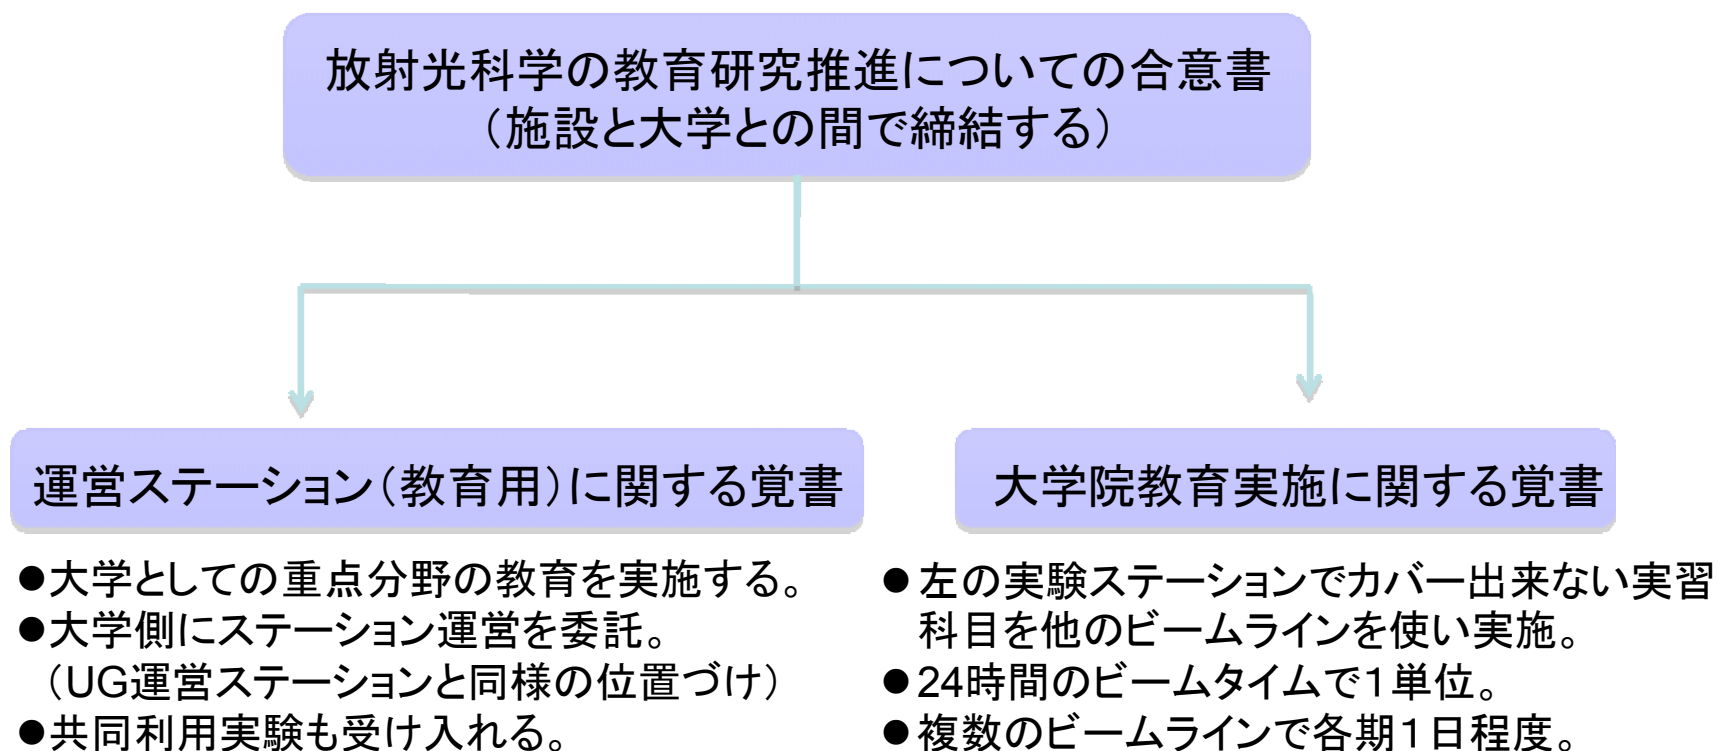 放射光科学の教育研究推進についての合意書
（施設と大学との間で締結する）
運営ステーション（教育用）に関する覚書
●大学としての重点分野の教育を実施する。
●大学側にステーション運営を委託。
（UG運営ステーションと同様の位置づけ）
●共同利用実験も受け入れる。
大学院教育実施に関する覚書
●左の実験ステーションでカバー出来ない実習
科目を他のビームラインを使い実施。
●24時間のビームタイムで１単位。
●複数のビームラインで各期１日程度。